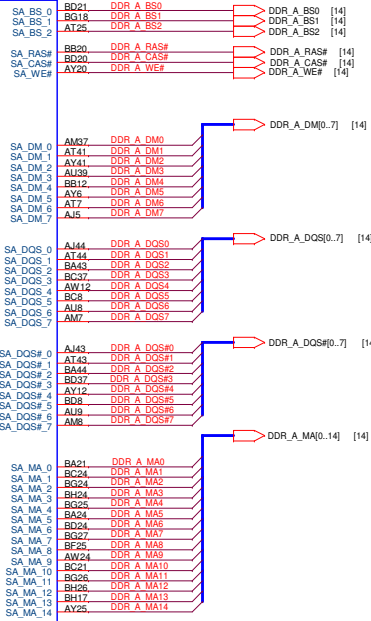 SA_BS_0 BD21 DDR_A_BS0 DDR_A_BS0 [14]
SA_BS_1 BG18 DDR_A_BS1 DDR_A_BS1 [14]
SA_BS_2 AT25 DDR_A_BS2 DDR_A_BS2 [14]
SA_RAS# BB20 DDR_A_RAS# DDR_A_RAS# [14]
SA_CAS# BD20 DDR_A_CAS# DDR_A_CAS# [14]
SA_WE# AY20 DDR_A_WE# DDR_A_WE# [14]
DDR_A_DM[0..7] [14]
SA_DM_0 AM37 DDR_A_DM0
SA_DM_1 AT41 DDR_A_DM1
SA_DM_2 AY41 DDR_A_DM2
SA_DM_3 AU39 DDR_A_DM3
SA_DM_4 BB12 DDR_A_DM4
SA_DM_5 AY6 DDR_A_DM5
SA_DM_6 AT7 DDR_A_DM6
SA_DM_7 AJ5 DDR_A_DM7
DDR_A_DQS[0..7] [14]
SA_DQS_0 AJ44 DDR_A_DQS0
SA_DQS_1 AT44 DDR_A_DQS1
SA_DQS_2 BA43 DDR_A_DQS2
SA_DQS_3 BC37 DDR_A_DQS3
SA_DQS_4 AW12 DDR_A_DQS4
SA_DQS_5 BC8 DDR_A_DQS5
SA_DQS_6 AU8 DDR_A_DQS6
SA_DQS_7 AM7 DDR_A_DQS7
DDR_A_DQS#[0..7] [14
SA_DQS#_0 AJ43 DDR_A_DQS#0
SA_DQS#_1 AT43 DDR_A_DQS#1
SA_DQS#_2 BA44 DDR_A_DQS#2
SA_DQS#_3 BD37 DDR_A_DQS#3
SA_DQS#_4 AY12 DDR_A_DQS#4
SA_DQS#_5 BD8 DDR_A_DQS#5
SA_DQS#_6 AU9 DDR_A_DQS#6
SA_DQS#_7 AM8 DDR_A_DQS#7
DDR_A_MA[0..14] [14]
SA_MA_0 BA21 DDR_A_MA0
SA_MA_1 BC24 DDR_A_MA1
SA_MA_2 BG24 DDR_A_MA2
SA_MA_3 BH24 DDR_A_MA3
SA_MA_4 BG25 DDR_A_MA4
SA_MA_5 BA24 DDR_A_MA5
SA_MA_6 BD24 DDR_A_MA6
SA_MA_7 BG27 DDR_A_MA7
SA_MA_8 BF25 DDR_A_MA8
SA_MA_9 AW24 DDR_A_MA9
SA_MA_10 BC21 DDR_A_MA10
SA_MA_11 BG26 DDR_A_MA11
SA_MA_12 BH26 DDR_A_MA12
SA_MA_13 BH17 DDR_A_MA13
SA_MA_14 AY25 DDR_A_MA14